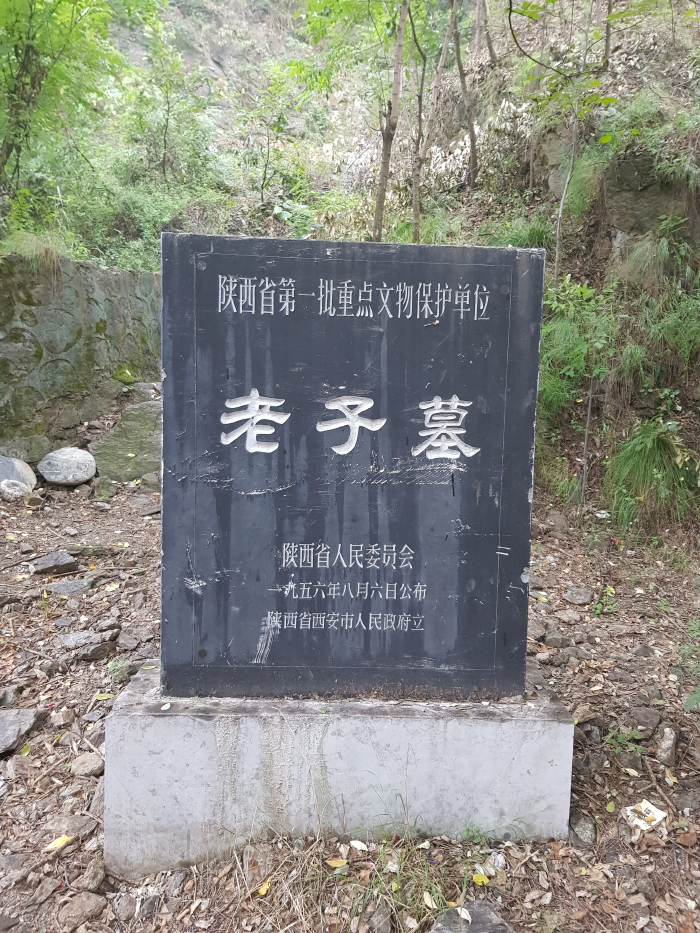 陕西省第一批重点文物保护单位
老子墓
陕西省人民委员会
一九五六年八月六日公布
陕西省西安市人民政府立